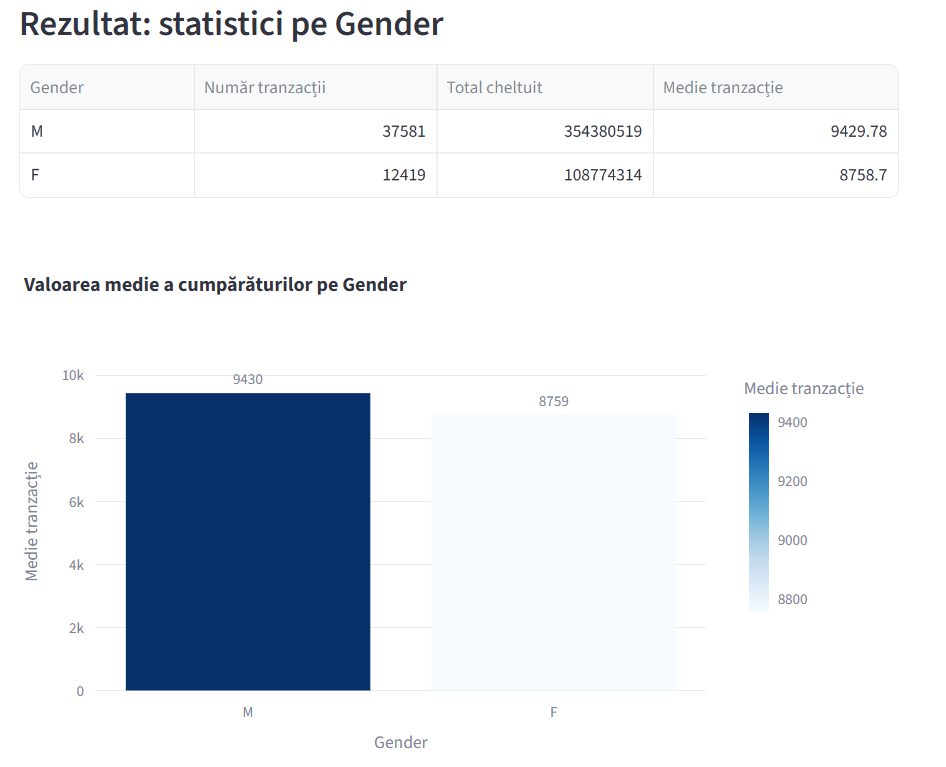 Rezultat: statistici pe Gender
Gender Număr tranzacții Total cheltuit Medie tranzacție
M 37581 354380519 9429.78
F 12419 108774314 8758.7
Valoarea medie a cumpărăturilor pe Gender
Medie tranzacție
10k
8k
6k
4k
2k
0
9430
8759
M F
Gender
Medie tranzacție
9400
9200
9000
8800